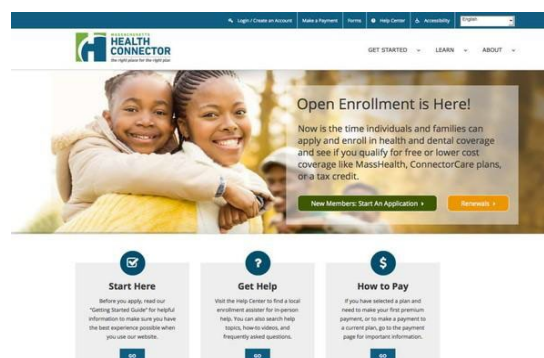 Login / Create an Account Make a Payment Forms Help Center Accessibility English
MASSACHUSETTS
HEALTH
CONNECTOR
the right place for the right plan
GET STARTED LEARN ABOUT
Open Enrollment is Here!
Now is the time individuals and families can
apply and enroll in health and dental coverage
and see if you qualify for free or lower cost
coverage like MassHealth, ConnectorCare plans,
or a tax credit.
New Members: Start An Application Renewals
Start Here
Before you apply, read our
"Getting Started Guide" for helpful
information to make sure you have
the best experience possible when
you use our website.
GO
?
Get Help
Visit the Help Center to find a local
enrollment assister for in-person
help. You can also search help
topics, how-to videos, and
frequently asked questions.
GO
$
How to Pay
If you have selected a plan and
need to make your first premium
payment, or to make a payment to
a current plan, go to the payment
page for important information.
GO